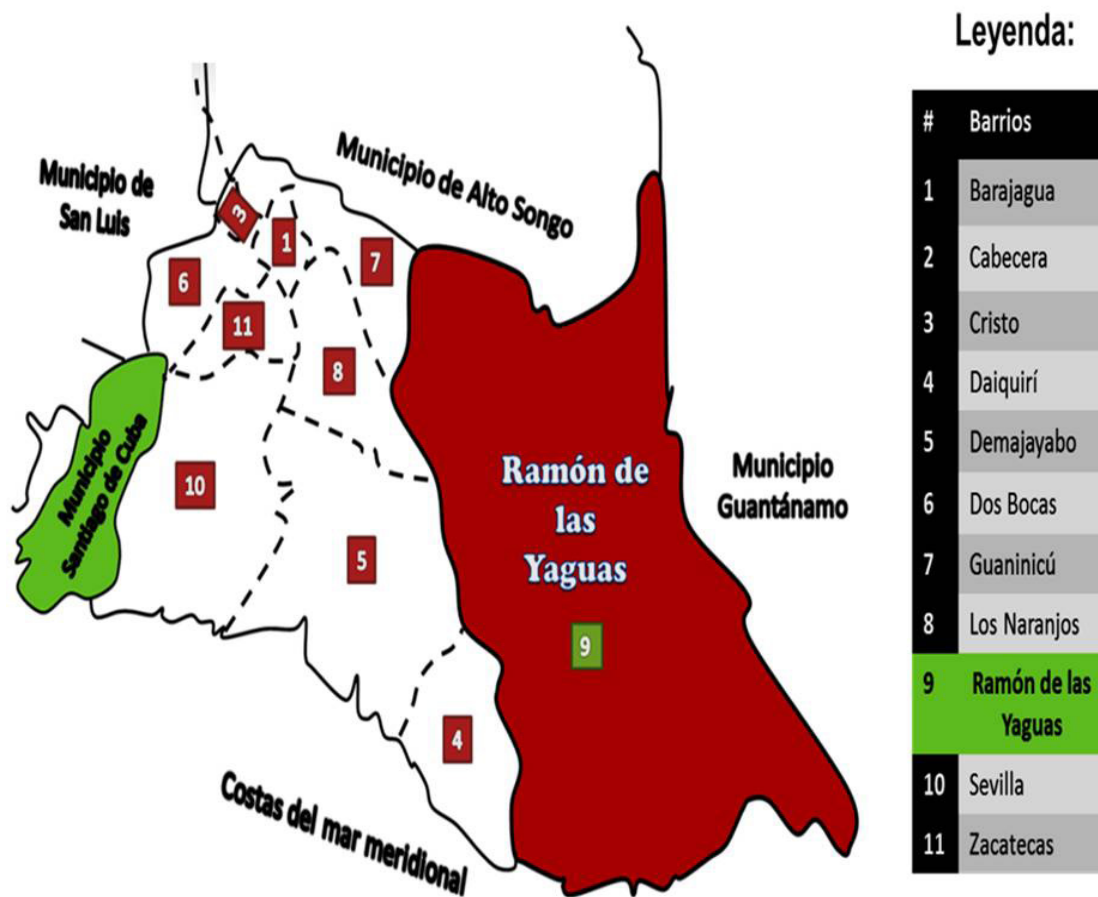 Leyenda:
Municipio de
San Luis
Municipio de Alto Songo
3
1
7
6
11
8
Municipio
Santiago de Cuba
10
5
Ramón de
las
Yaguas
9
Municipio
Guantánamo
4
Costas del mar meridional
# Barrios
1 Barajagua
2 Cabecera
3 Cristo
4 Daiquirí
5 Demajayabo
6 Dos Bocas
7 Guaninicú
8 Los Naranjos
9 Ramón de las
Yaguas
10 Sevilla
11 Zacatecas